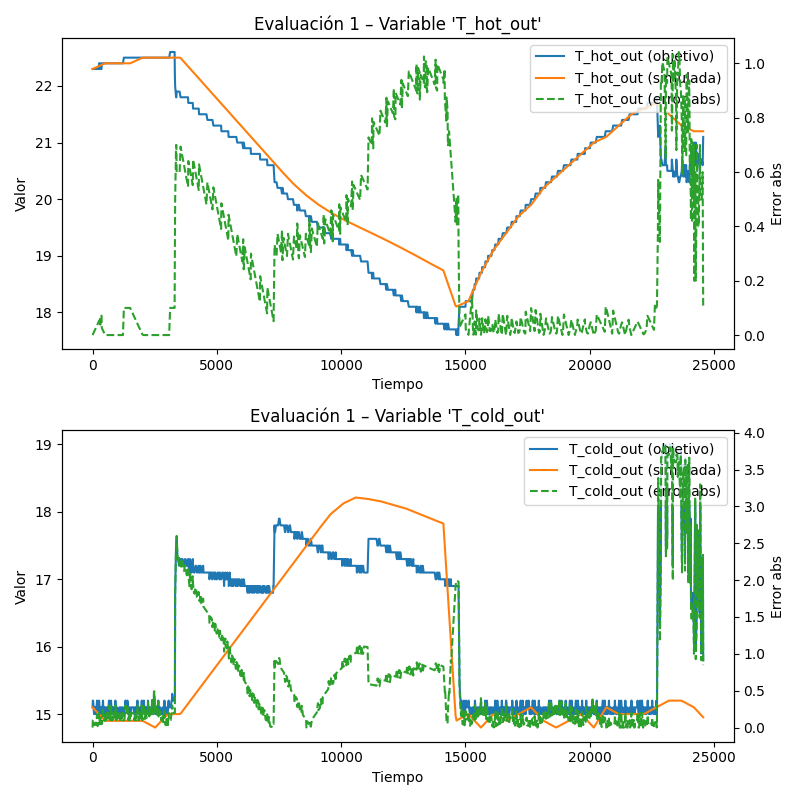 Evaluación 1 – Variable 'T_hot_out'
T_hot_out (objetivo)
T_hot_out (simulada)
T_hot_out (error abs)
Valor
Error abs
22
21
20
19
18
1.0
0.8
0.6
0.4
0.2
0.0
0 5000 10000 15000 20000 25000
Tiempo
Evaluación 1 – Variable 'T_cold_out'
T_cold_out (objetivo)
T_cold_out (simulada)
T_cold_out (error abs)
Valor
Error abs
19
18
17
16
15
4.0
3.5
3.0
2.5
2.0
1.5
1.0
0.5
0.0
0 5000 10000 15000 20000 25000
Tiempo